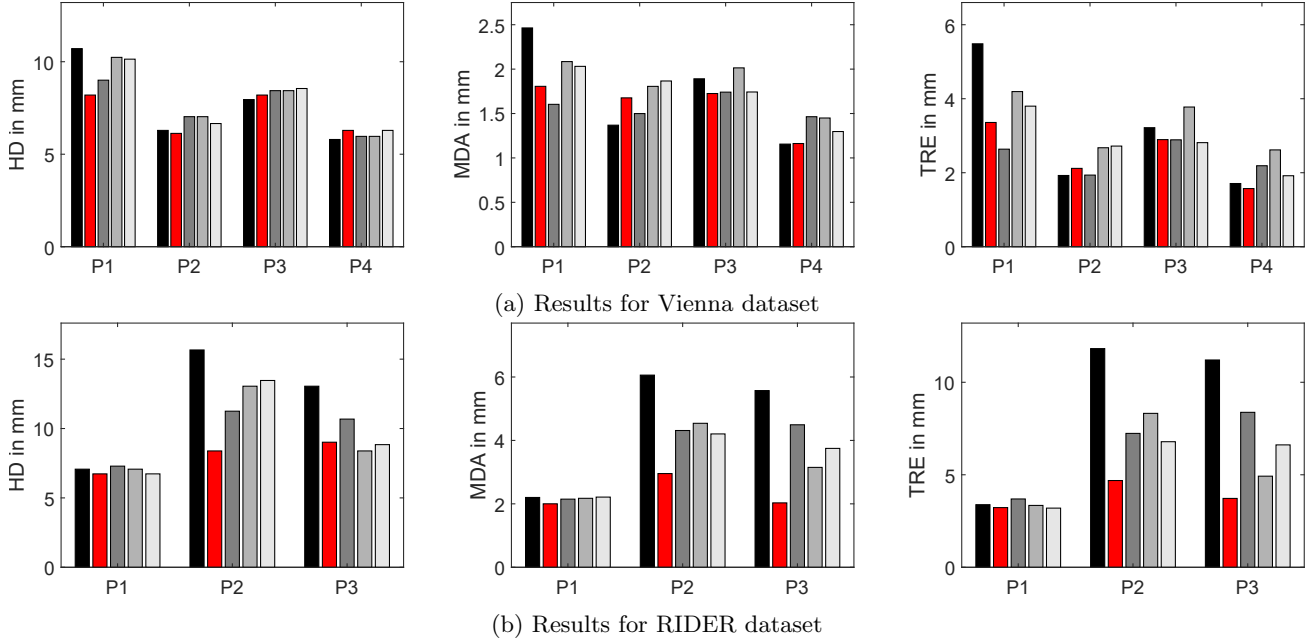 HD in mm
10
5
0
P1 P2 P3 P4
MDA in mm
2.5
2
1.5
1
0.5
0
P1 P2 P3 P4
TRE in mm
6
4
2
0
P1 P2 P3 P4
(a) Results for Vienna dataset
HD in mm
15
10
5
0
P1 P2 P3
MDA in mm
6
4
2
0
P1 P2 P3
TRE in mm
10
5
0
P1 P2 P3
(b) Results for RIDER dataset